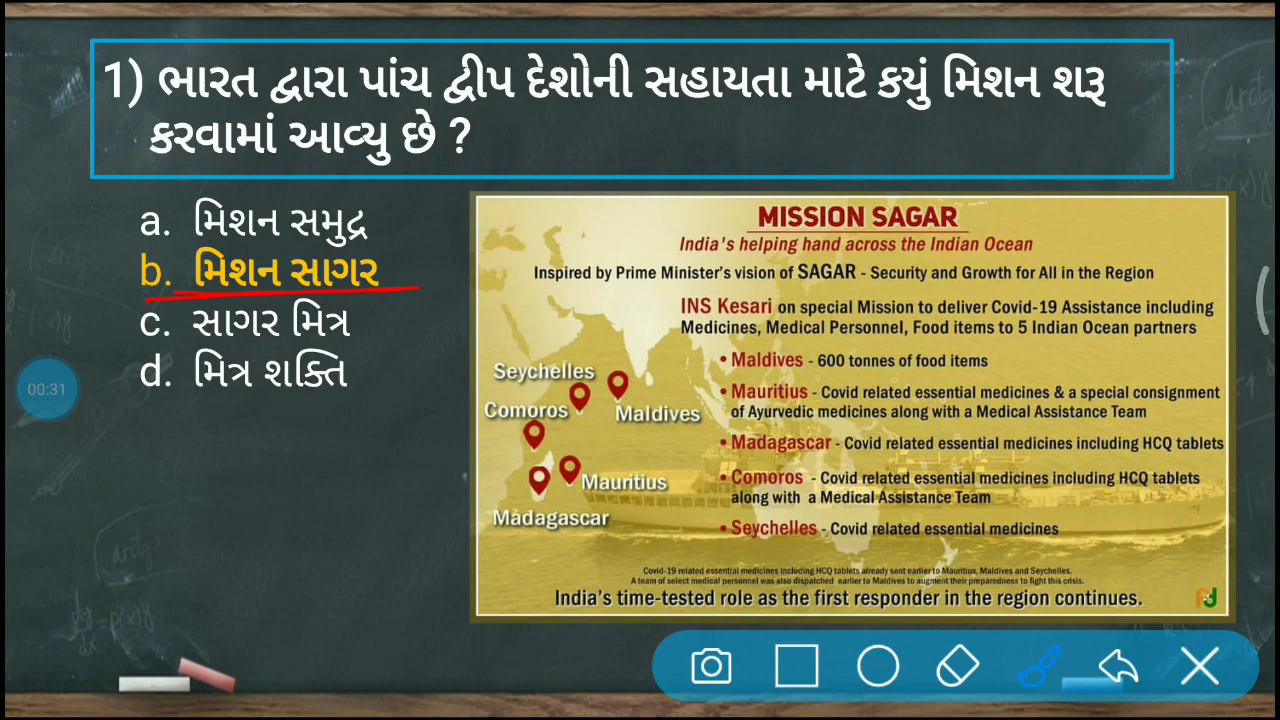 1) ભારત દ્વારા પાંચ દ્વીપ દેશોની સહાયતા માટે કયું મિશન શરૂ
કરવામાં આવ્યુ છે ?
a. મિશન સમુદ્ર
b. મિશન સાગર
c. સાગર મિત્ર
d. મિત્ર શક્તિ
00:31
MISSION SAGAR
India's helping hand across the Indian Ocean
Inspired by Prime Minister's vision of SAGAR - Security and Growth for All in the Region
INS Kesari on special Mission to deliver Covid-19 Assistance including
Medicines, Medical Personnel, Food items to 5 Indian Ocean partners
• Maldives - 600 tonnes of food items
• Mauritius - Covid related essential medicines & a special consignment
of Ayurvedic medicines along with a Medical Assistance Team
• Madagascar - Covid related essential medicines including HCQ tablets
• Comoros - Covid related essential medicines including HCQ tablets
along with a Medical Assistance Team
• Seychelles - Covid related essential medicines
Seychelles
Comoros
Maldives
Mauritius
Madagascar
Covid-19 related essential medicines including HCQ tablets already sent earlier to Mauritius, Maldives and Seychelles.
A team of select medical personnel was also dispatched earlier to Maldives to augment their preparedness to fight this crisis.
India's time-tested role as the first responder in the region continues.